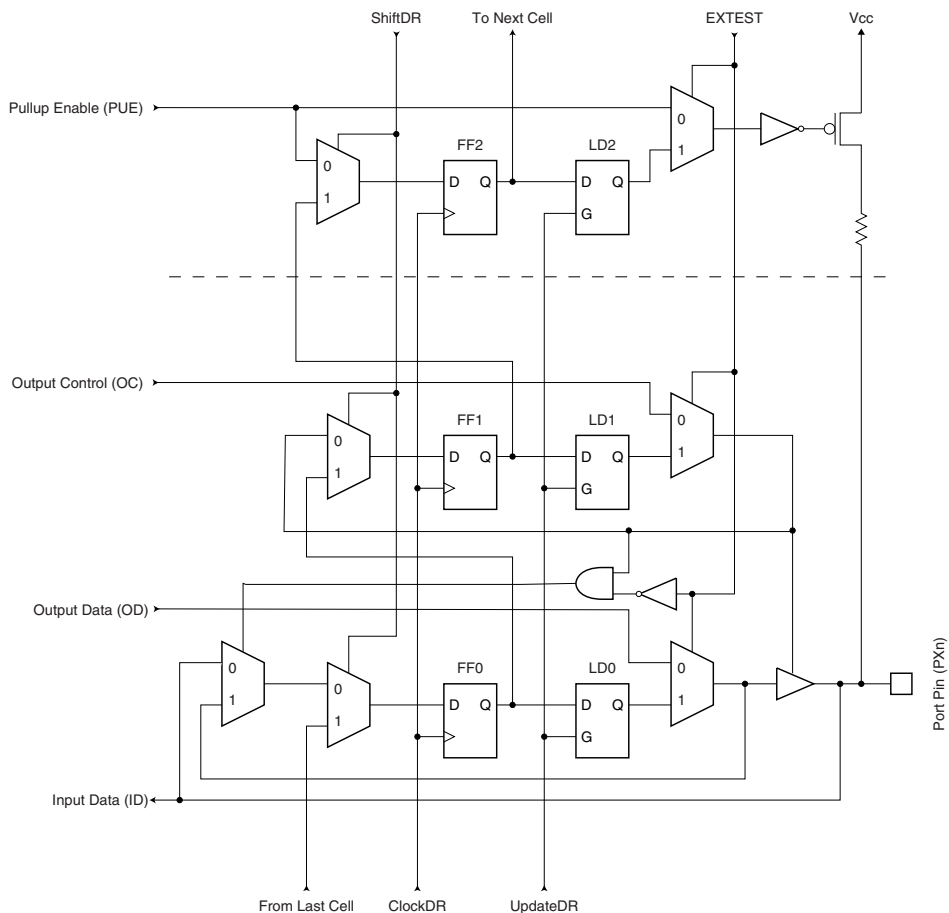 ShiftDR To Next Cell EXTEST Vcc
Pullup Enable (PUE)
0
1
FF2
D Q
LD2
D Q
G
0
1
Output Control (OC)
0
1
FF1
D Q
LD1
D Q
G
0
1
Output Data (OD)
0
1
0
1
FF0
D Q
LD0
D Q
G
0
1
Port Pin (PXn)
Input Data (ID)
From Last Cell ClockDR UpdateDR